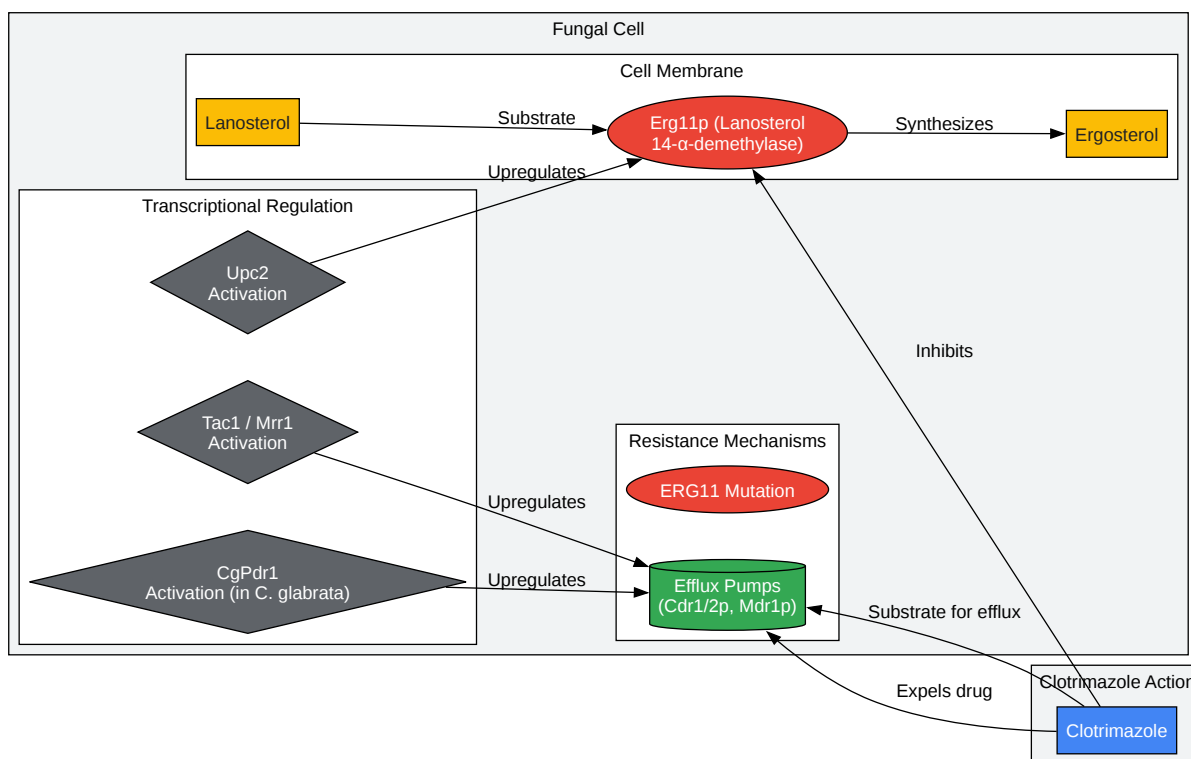 Fungal Cell
Cell Membrane
Lanosterol
Substrate
Erg11p (Lanosterol
14-α-demethylase)
Synthesizes
Ergosterol
Upregulates
Transcriptional Regulation
Upc2
Activation
Inhibits
Tac1 / Mrr1
Activation
Resistance Mechanisms
ERG11 Mutation
Upregulates
CgPdr1
Activation (in C. glabrata)
Upregulates
Efflux Pumps
(Cdr1/2p, Mdr1p)
Substrate for efflux
Clotrimazole Action
Expels drug
Clotrimazole